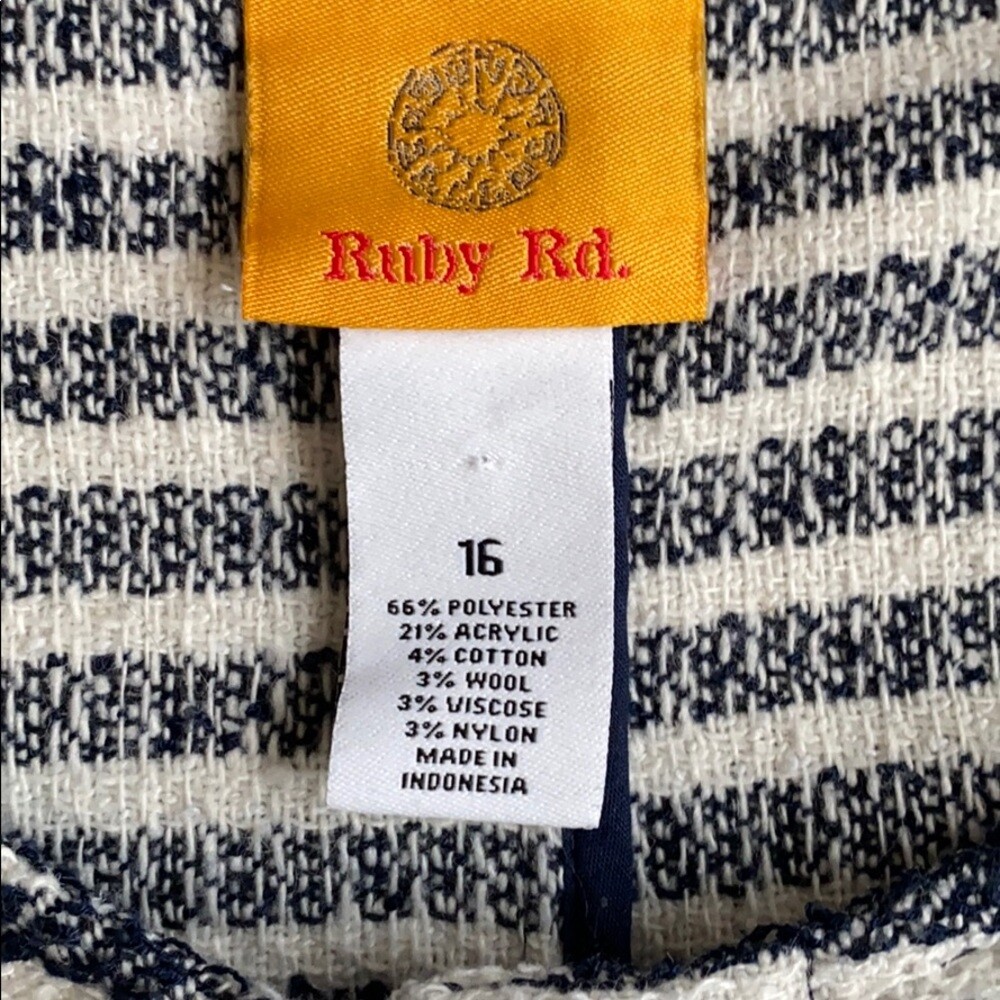 Ruby Rd.
16
66% POLYESTER
21% ACRYLIC
4% COTTON
3% WOOL
3% VISCOSE
3% NYLON
MADE IN
INDONESIA